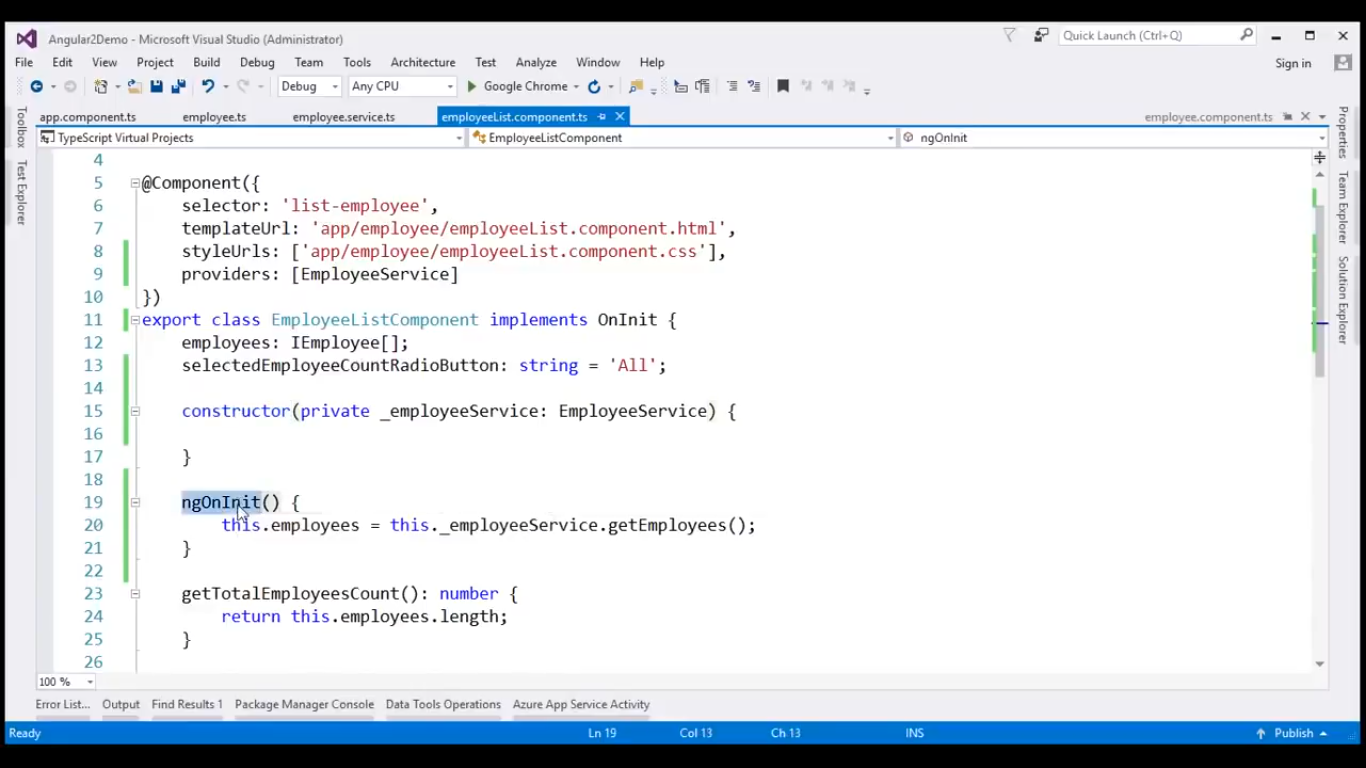 Angular2Demo - Microsoft Visual Studio (Administrator)
Quick Launch (Ctrl+Q)
File Edit View Project Build Debug Team Tools Architecture Test Analyze Window Help
Sign in
Debug Any CPU Google Chrome
app.component.ts employee.ts employee.service.ts employeeList.component.ts employee.component.ts
TypeScript Virtual Projects EmployeeListComponent ngOnInit
Toolbox
Test Explorer
Properties
Team Explorer
Solution Explorer
4
5 @Component({
6 selector: 'list-employee',
7 templateUrl: 'app/employee/employeeList.component.html',
8 styleUrls: ['app/employee/employeeList.component.css'],
9 providers: [EmployeeService]
10 })
11 export class EmployeeListComponent implements OnInit {
12 employees: IEmployee[];
13 selectedEmployeeCountRadioButton: string = 'All';
14
15 constructor(private _employeeService: EmployeeService) {
16
17 }
18
19 ngOnInit() {
20 this.employees = this._employeeService.getEmployees();
21 }
22
23 getTotalEmployeesCount(): number {
24 return this.employees.length;
25 }
26
100 %
Error List... Output Find Results 1 Package Manager Console Data Tools Operations Azure App Service Activity
Ready Ln 19 Col 13 Ch 13 INS Publish